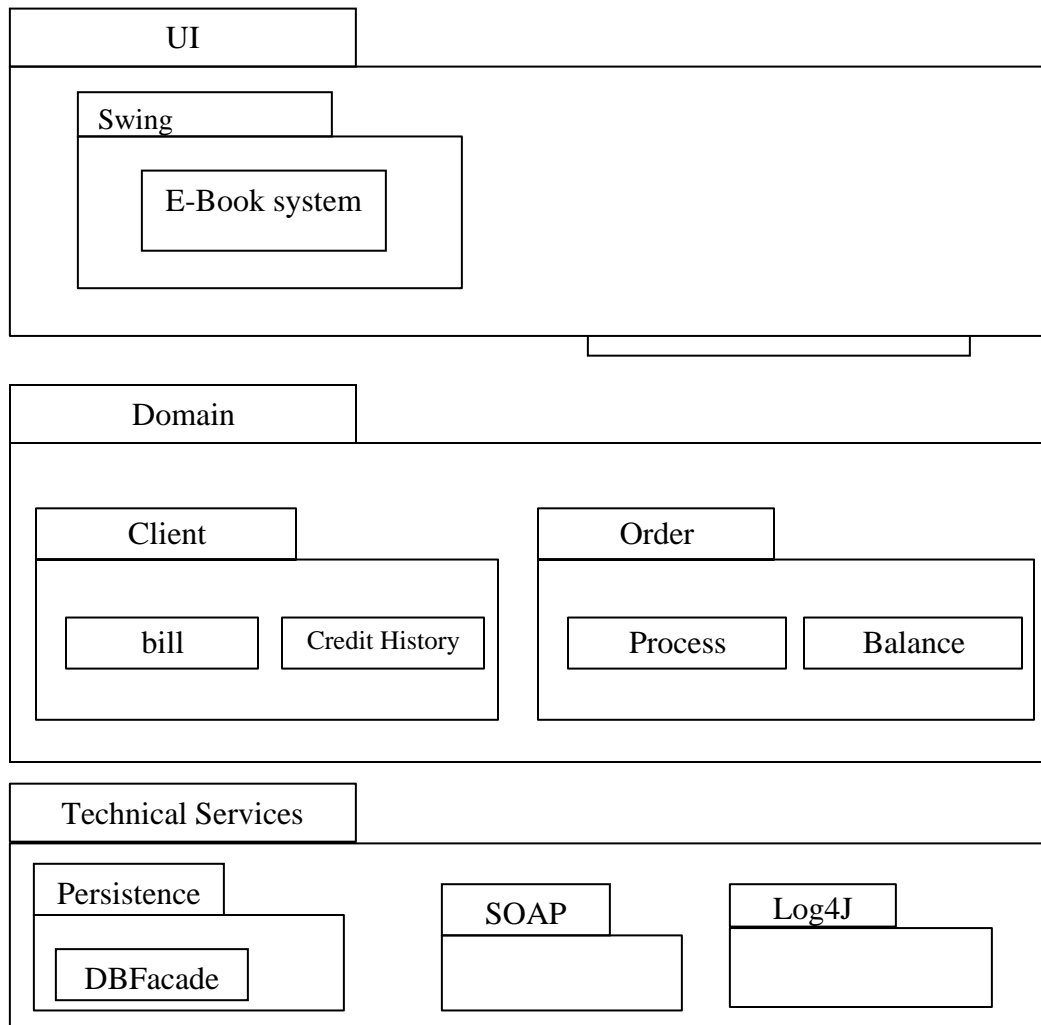 UI
Swing
E-Book system
Domain
Client
Order
bill
Credit History
Process
Balance
Technical Services
Persistence
SOAP
Log4J
DBFacade